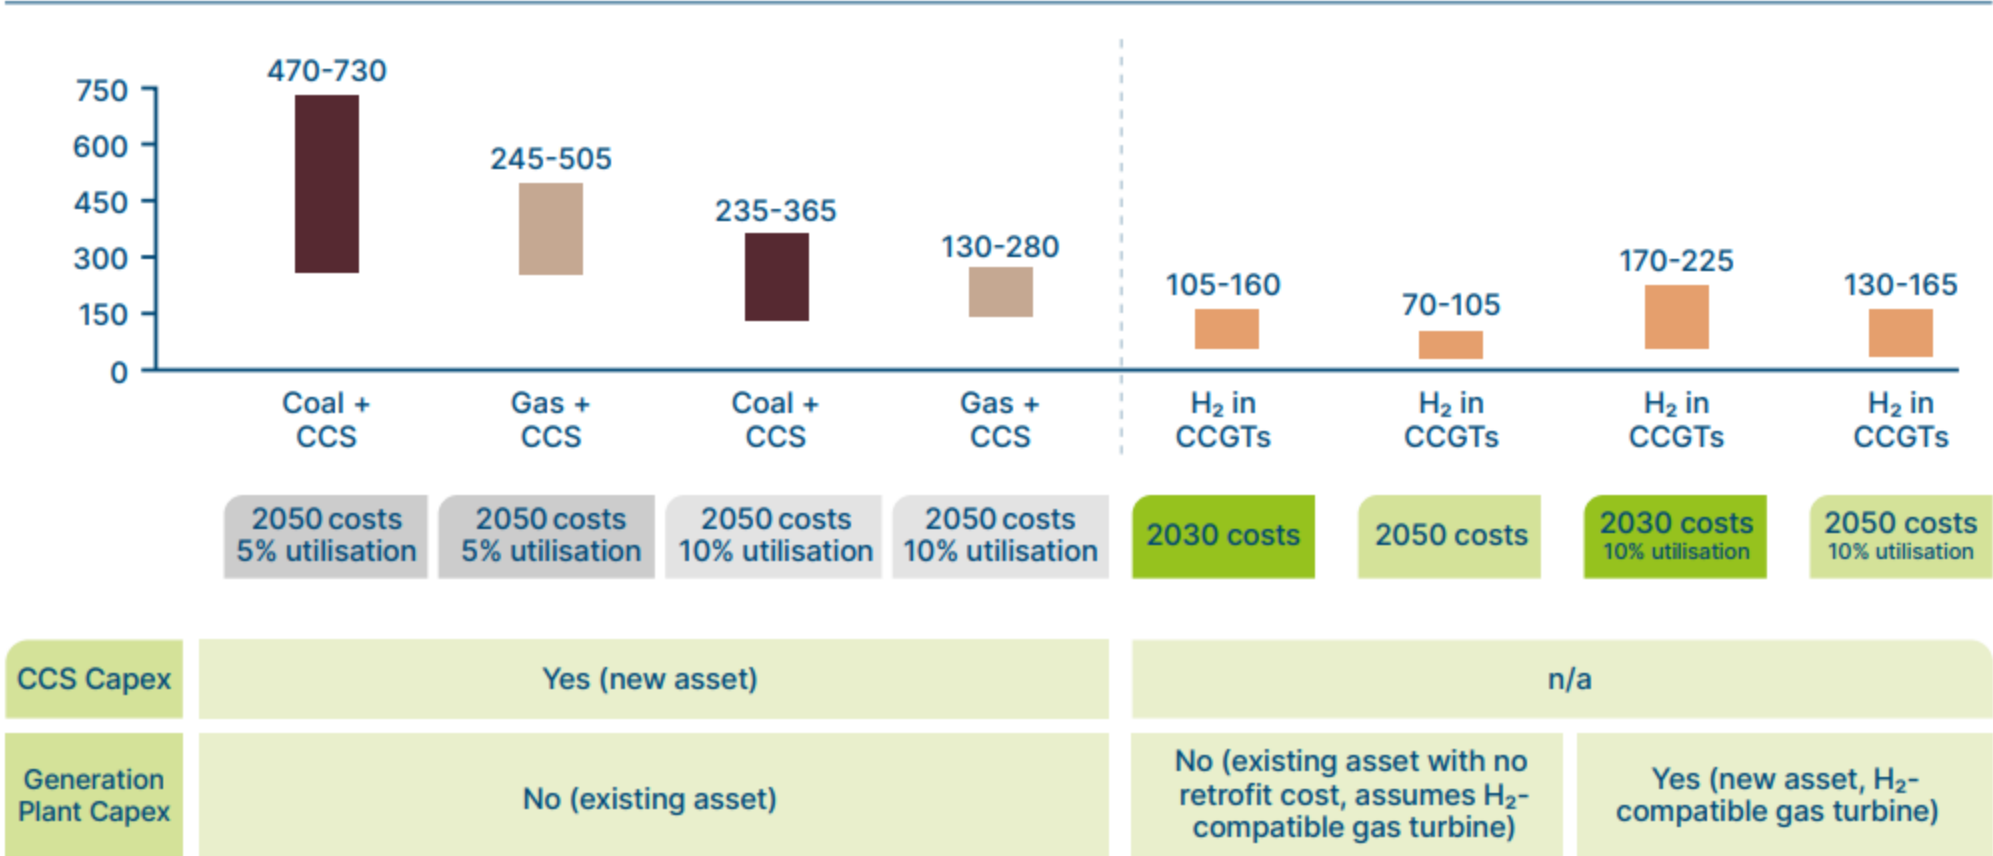 750
600
450
300
150
0
470-730
245-505
235-365
130-280
105-160
70-105
170-225
130-165
Coal +
CCS
Gas +
CCS
Coal +
CCS
Gas +
CCS
H₂ in
CCGTs
H₂ in
CCGTs
H₂ in
CCGTs
H₂ in
CCGTs
2050 costs
5% utilisation
2050 costs
5% utilisation
2050 costs
10% utilisation
2050 costs
10% utilisation
2030 costs
2050 costs
2030 costs
10% utilisation
2050 costs
10% utilisation
CCS Capex
Yes (new asset)
n/a
Generation
Plant Capex
No (existing asset)
No (existing asset with no
retrofit cost, assumes H₂-
compatible gas turbine)
Yes (new asset, H₂-
compatible gas turbine)